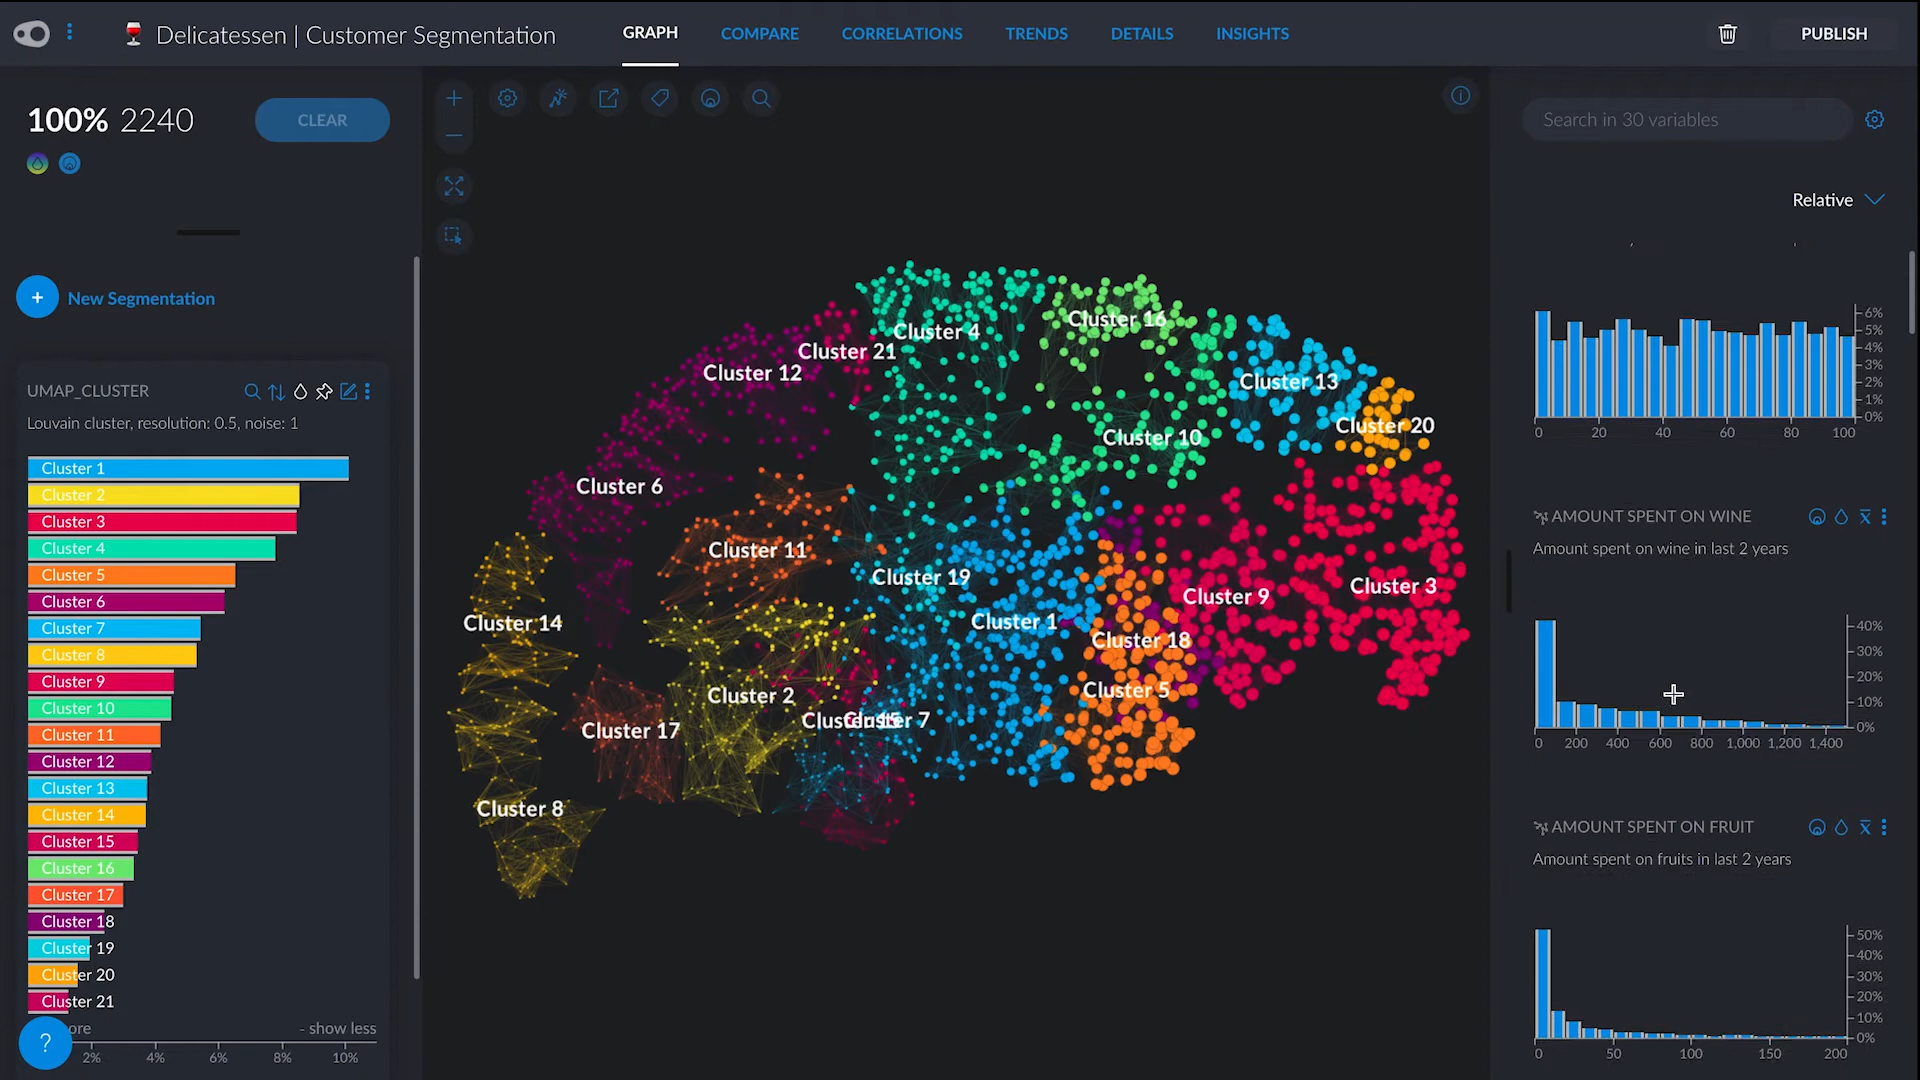 Delicatessen | Customer Segmentation
GRAPH
COMPARE
CORRELATIONS
TRENDS
DETAILS
INSIGHTS
PUBLISH
100% 2240
CLEAR
New Segmentation
UMAP_CLUSTER
Louvain cluster, resolution: 0.5, noise: 1
Cluster 1
Cluster 2
Cluster 3
Cluster 4
Cluster 5
Cluster 6
Cluster 7
Cluster 8
Cluster 9
Cluster 10
Cluster 11
Cluster 12
Cluster 13
Cluster 14
Cluster 15
Cluster 16
Cluster 17
Cluster 18
Cluster 19
Cluster 20
Cluster 21
ore
- show less
?
2% 4% 6% 8% 10%
Cluster 16
Cluster 4
Cluster 21
Cluster 12
Cluster 13
Cluster 20
Cluster 10
Cluster 6
Cluster 11
Cluster 19
Cluster 3
Cluster 9
Cluster 14
Cluster 1
Cluster 18
Cluster 5
Cluster 2
Cluster 7
Cluster 17
Cluster 8
Search in 30 variables
Relative
6%
5%
4%
3%
2%
1%
0%
0 20 40 60 80 100
AMOUNT SPENT ON WINE
Amount spent on wine in last 2 years
40%
30%
20%
10%
0%
0 200 400 600 800 1,000 1,200 1,400
AMOUNT SPENT ON FRUIT
Amount spent on fruits in last 2 years
50%
40%
30%
20%
10%
0%
0 50 100 150 200